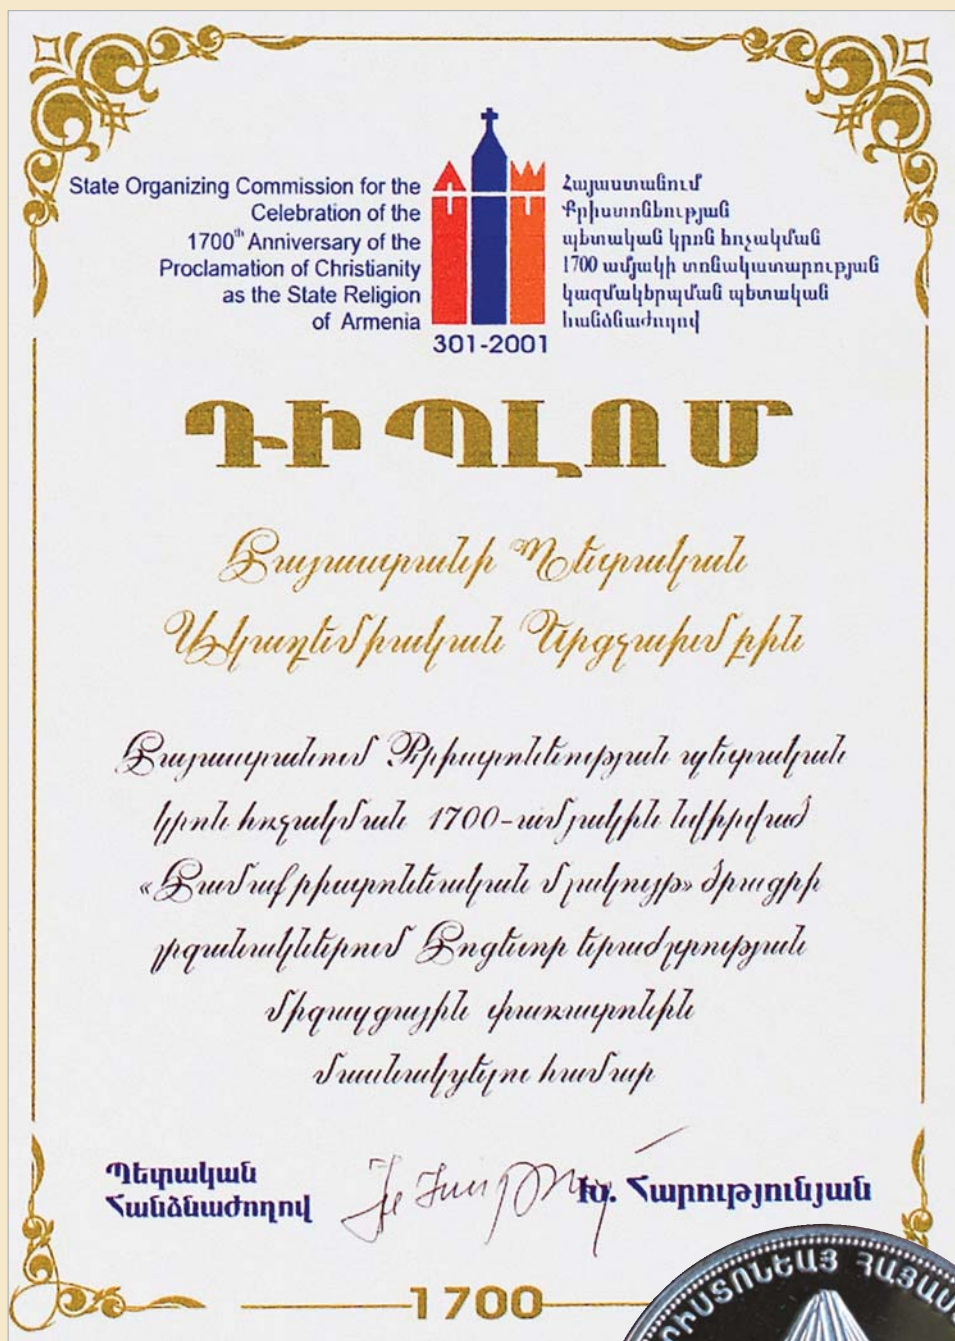 State Organizing Commission for the
Celebration of the
1700th Anniversary of the
Proclamation of Christianity
as the State Religion
of Armenia
301-2001
Հայաստանում
Քրիստոնեության
պետական կրոն հռչակման
1700 ամյակի տոնակատարության
կազմակերպման պետական
հանձնաժողով
ԴԻՊԼՈՄ
Հայաստանի Պետական
Ակադեմիական Երգչախմբին
Հայաստանում Քրիստոնեության պետական
կրոն հռչակման 1700-ամյակին նվիրված
«Համաքրիստոնեական մշակույթ» ծրագրի
շրջանակներում Հոգևոր երաժշտության
միջազգային փառատոնին
մասնակցելու համար
Պետական
Հանձնաժողով
Խ. Հարությունյան
1700